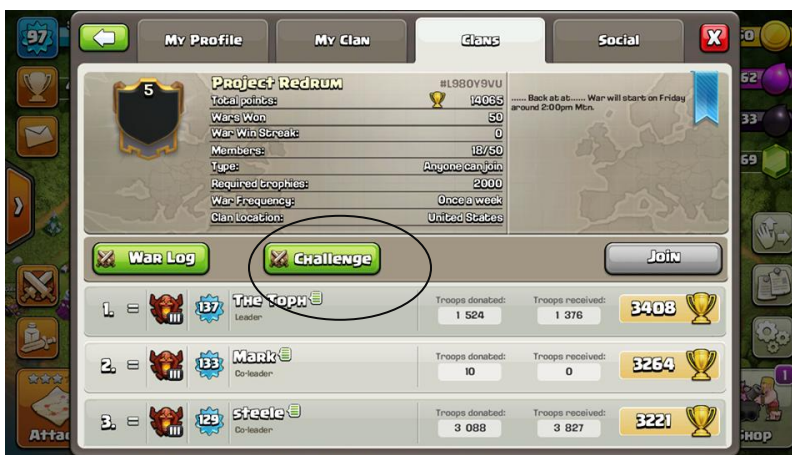 97
My Profile
My Clan
Clans
Social
X
5
Project Redrum
#L980Y9VU
Total points:
14065
Wars Won
50
War Win Streak:
0
Members:
18/50
Type:
Anyone can join
Required trophies:
2000
War Frequency:
Once a week
Clan Location:
United States
...... Back at at...... War will start on Friday
around 2:00pm Mtn.
62
33
69
War Log
Challenge
Join
1. =
137
The Toph
Leader
Troops donated:
1 524
Troops received:
1 376
3408
2. =
133
Mark
Co-leader
Troops donated:
10
Troops received:
0
3264
3. =
129
steele
Co-leader
Troops donated:
3 088
Troops received:
3 827
3221
1